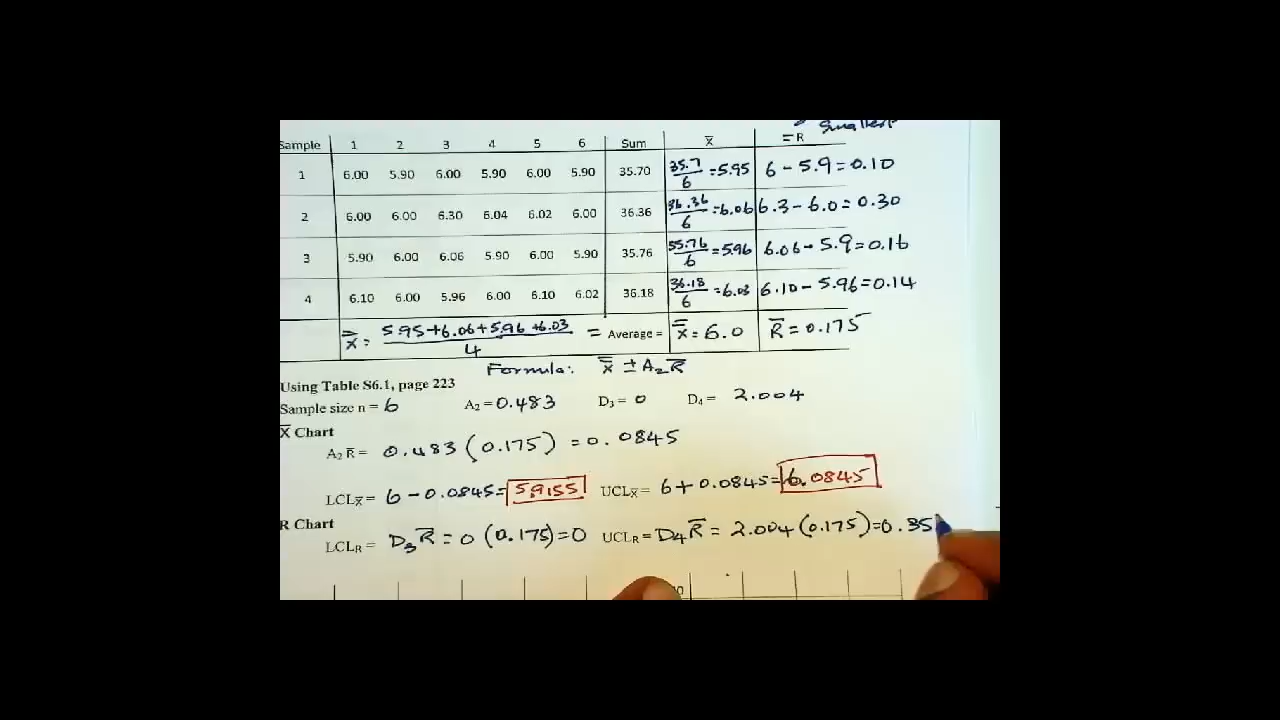 Smallest
Sample 1 2 3 4 5 6 Sum X̅ = R
1 6.00 5.90 6.00 5.90 6.00 5.90 35.70 35.7/6 = 5.95 6 - 5.9 = 0.10
2 6.00 6.00 6.30 6.04 6.02 6.00 36.36 36.36/6 = 6.06 6.3 - 6.0 = 0.30
3 5.90 6.00 6.06 5.90 6.00 5.90 35.76 35.76/6 = 5.96 6.06 - 5.9 = 0.16
4 6.10 6.00 5.96 6.00 6.10 6.02 36.18 36.18/6 = 6.03 6.10 - 5.96 = 0.14
X̿ = 5.95 + 6.06 + 5.96 + 6.03 / 4 = Average = X̿ = 6.0 R̅ = 0.175
Formula: X̿ ± A₂R̅
Using Table S6.1, page 223
Sample size n = 6 A₂ = 0.483 D₃ = 0 D₄ = 2.004
X̅ Chart
A₂ R̅ = 0.483 (0.175) = 0.0845
LCLx̅ = 6 - 0.0845 = 5.9155 UCLx̅ = 6 + 0.0845 = 6.0845
R Chart
LCL_R = D₃R̅ = 0 (0.175) = 0 UCL_R = D₄R̅ = 2.004 (0.175) = 0.35